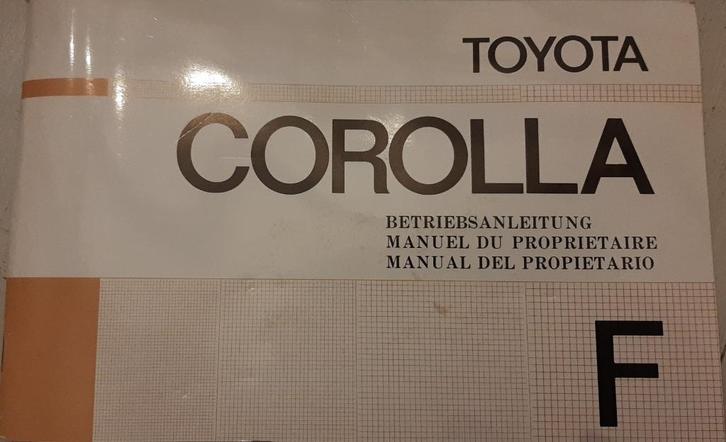 TOYOTA
COROLLA
BETRIEBSANLEITUNG
MANUEL DU PROPRIETAIRE
MANUAL DEL PROPIETARIO
F